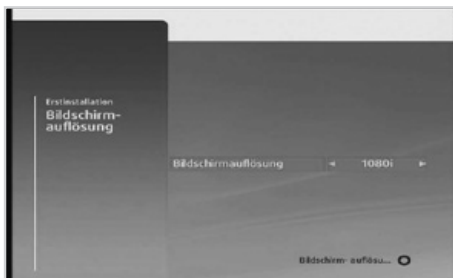 Erstinstallation
Bildschirm-
auflösung
Bildschirmauflösung ◄ 1080i ►
Bildschirm- auflösu...